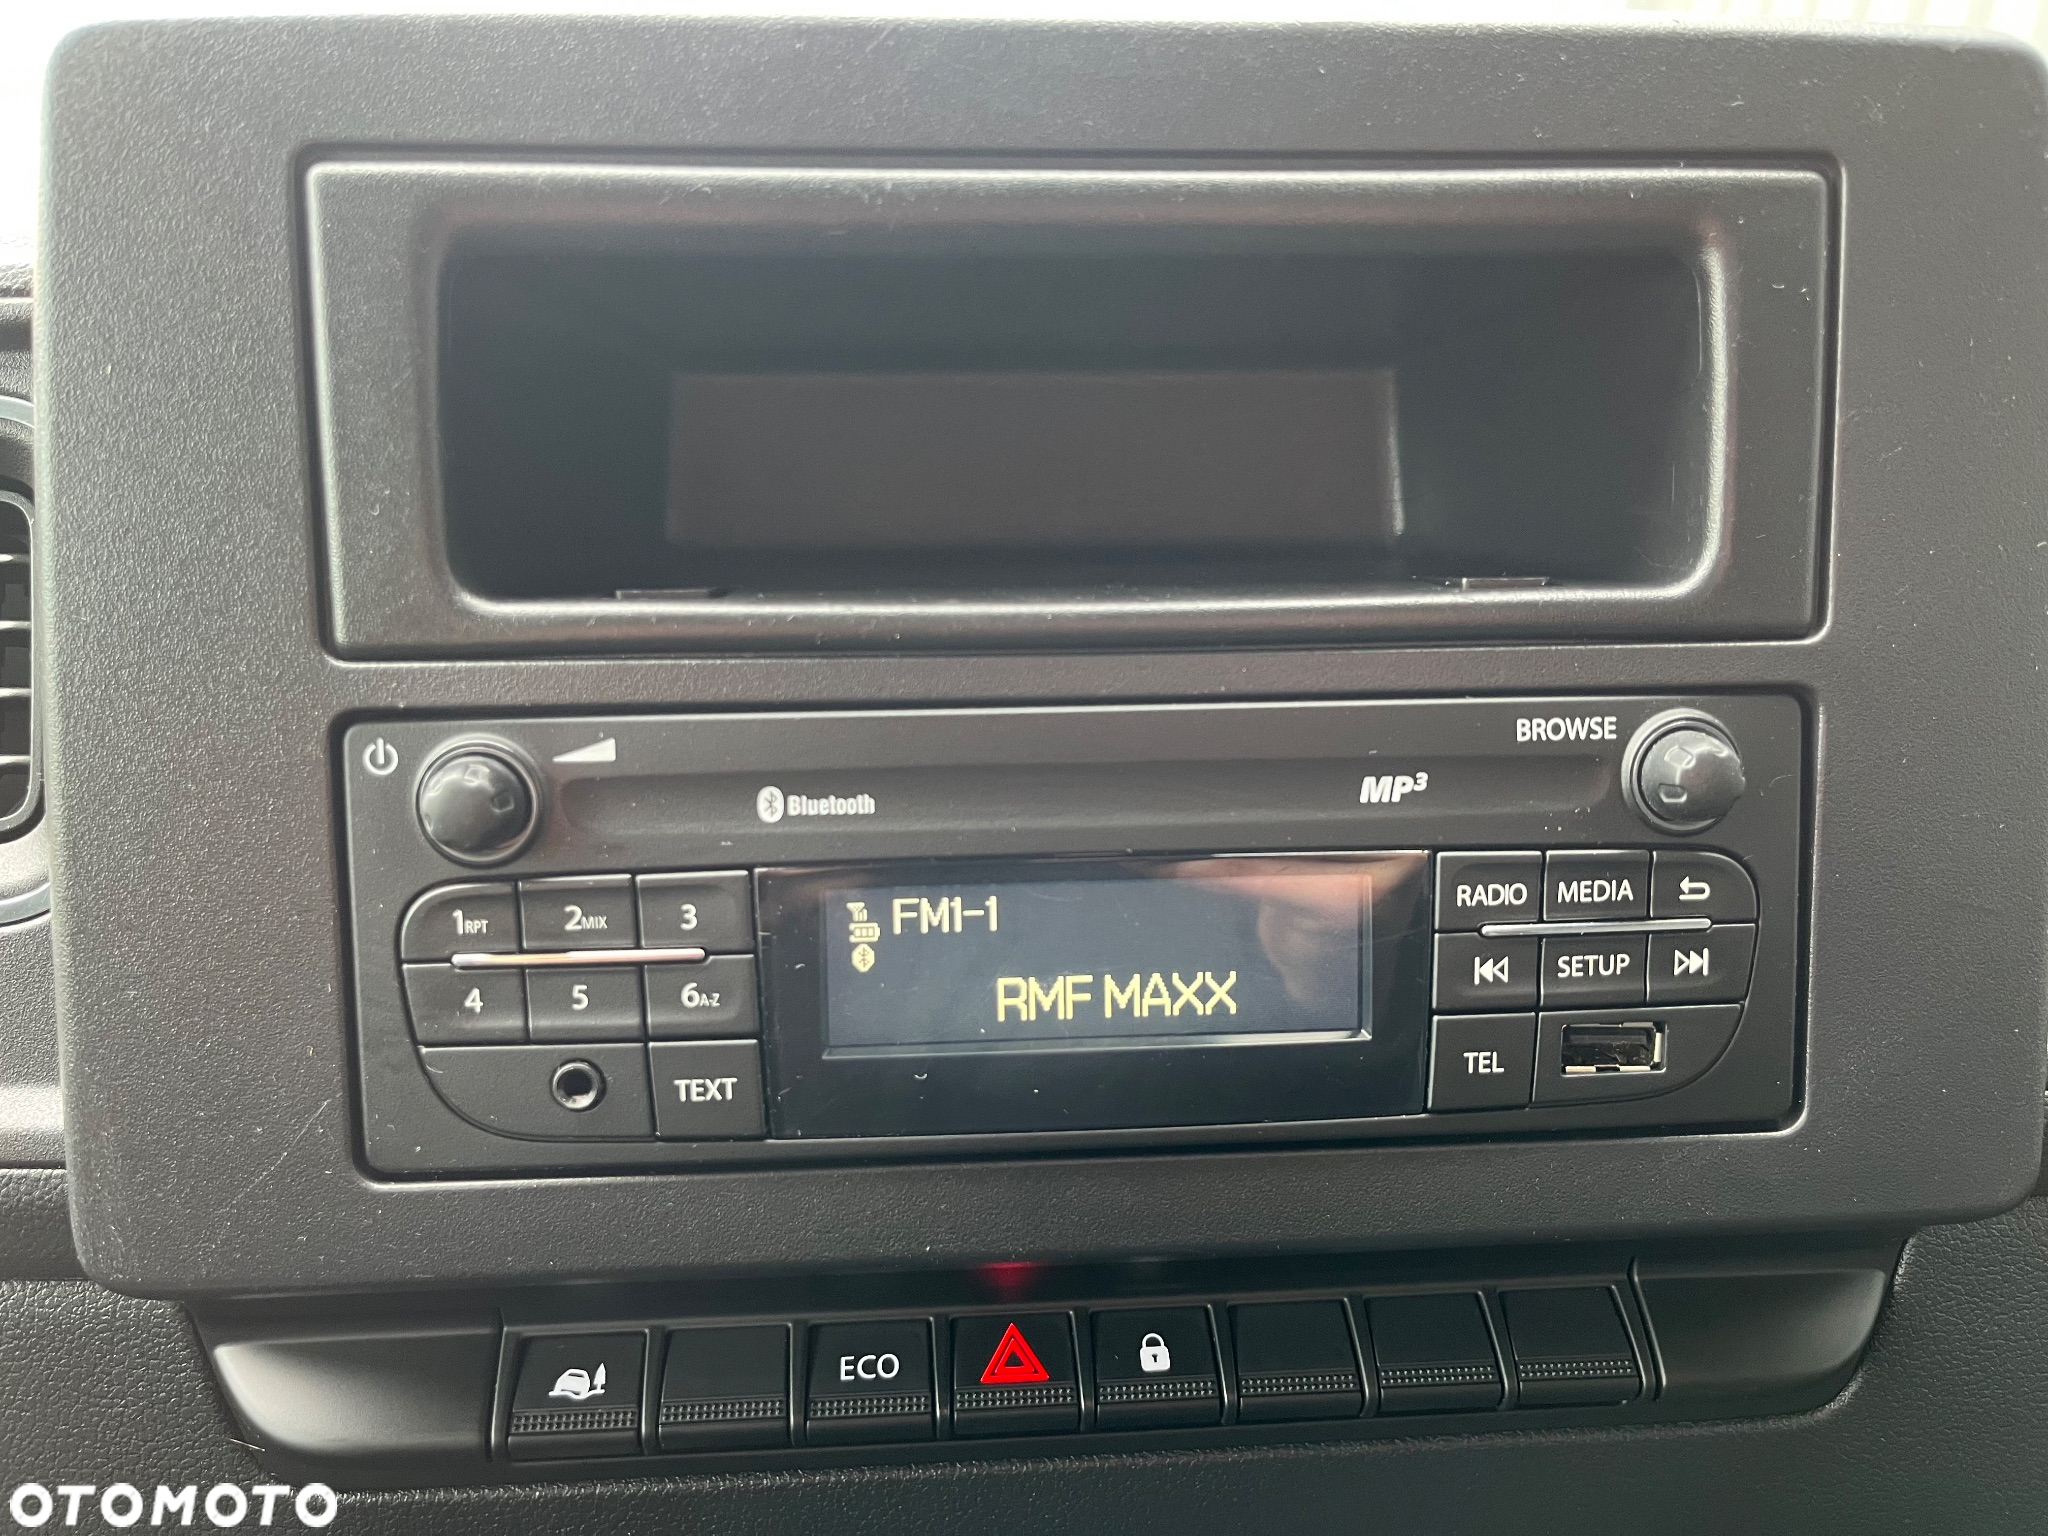 BROWSE
Bluetooth
MP3
1RPT 2MIX 3
4 5 6A-Z
TEXT
FM1-1
RMF MAXX
RADIO MEDIA
SETUP
TEL
ECO
OTOMOTO